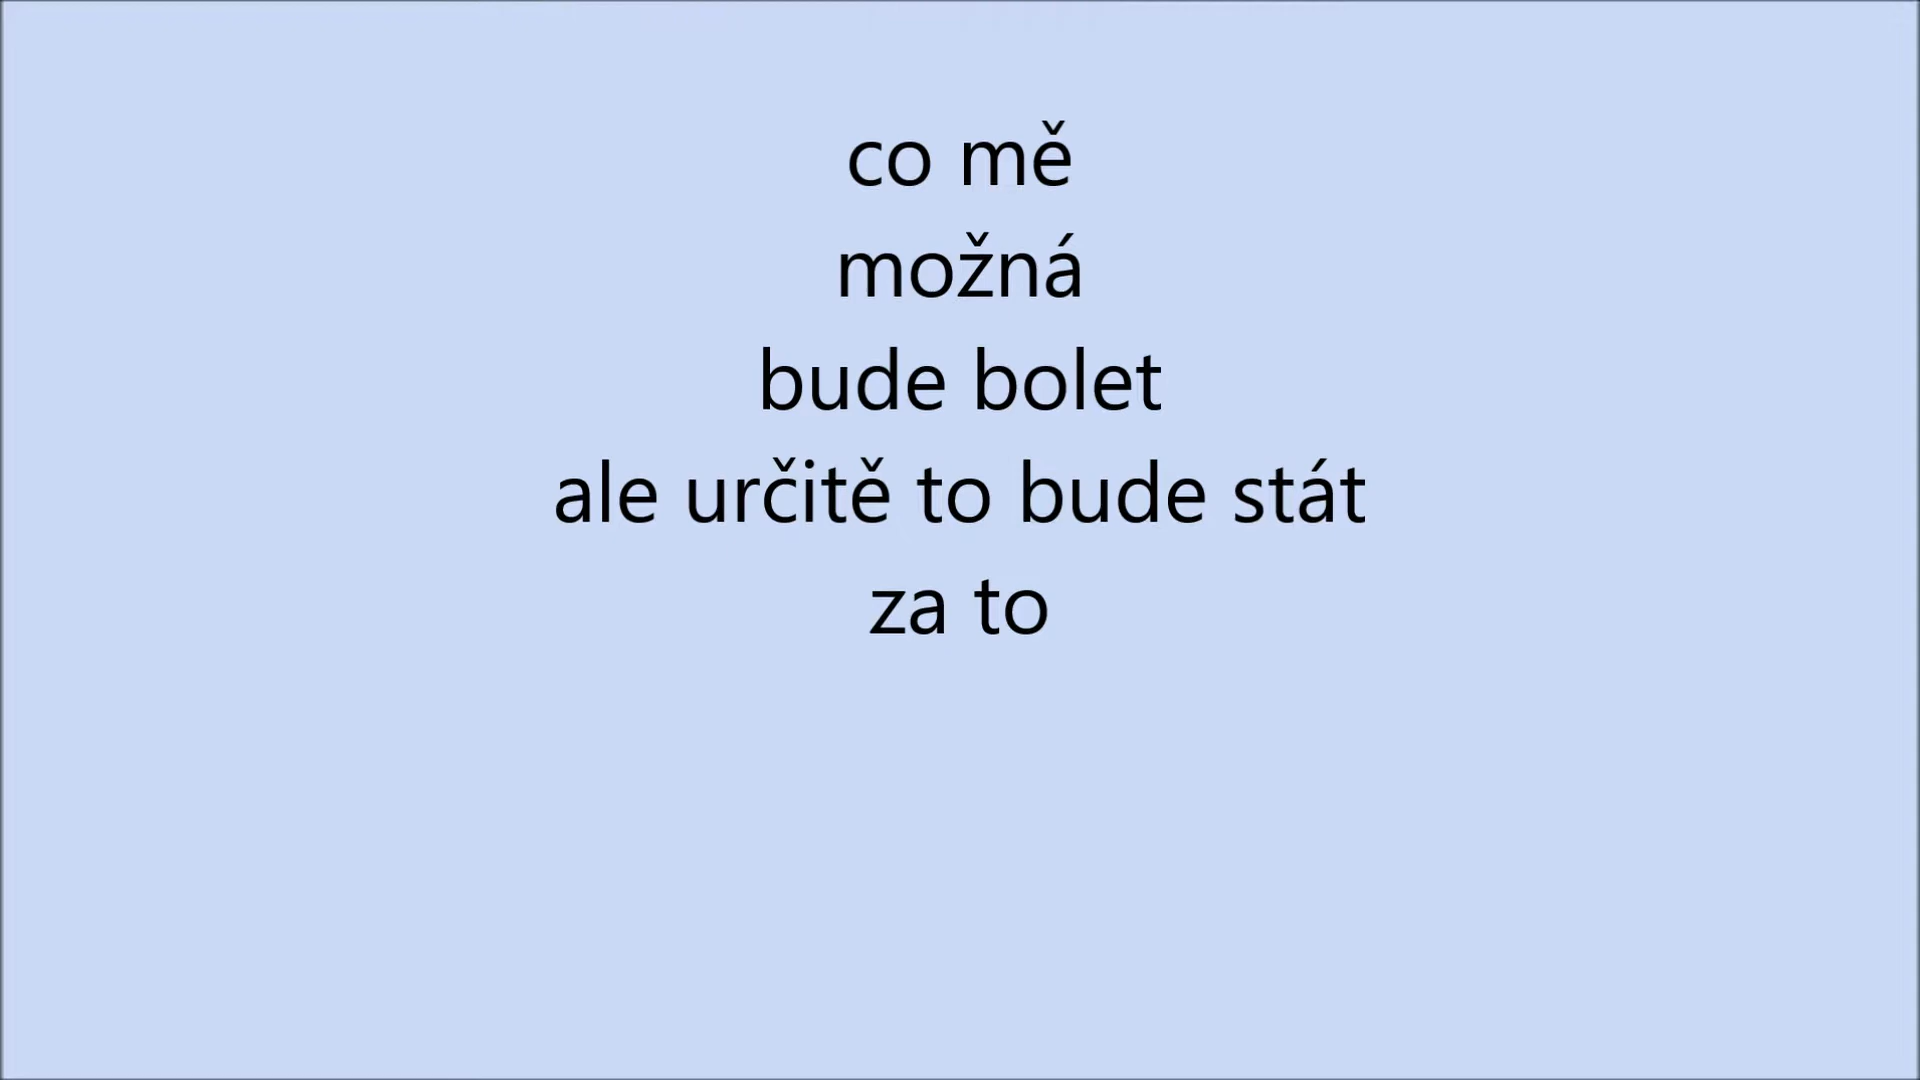 co mě
možná
bude bolet
ale určitě to bude stát
za to